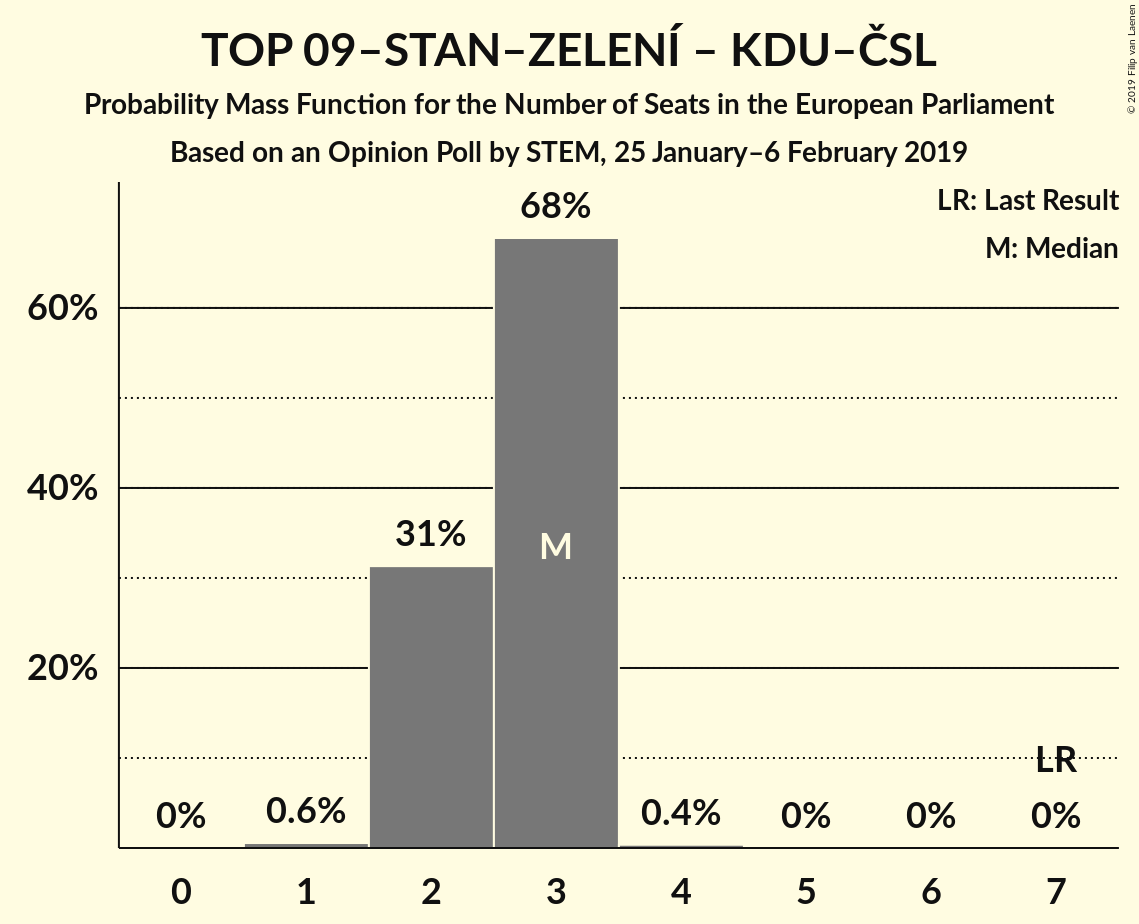 TOP 09–STAN–ZELENÍ – KDU–ČSL
Probability Mass Function for the Number of Seats in the European Parliament
Based on an Opinion Poll by STEM, 25 January–6 February 2019
© 2019 Filip van Laenen
LR: Last Result
M: Median
68%
60%
40%
31%
M
20%
LR
0%
0.6%
0.4%
0%
0%
0%
0 1 2 3 4 5 6 7